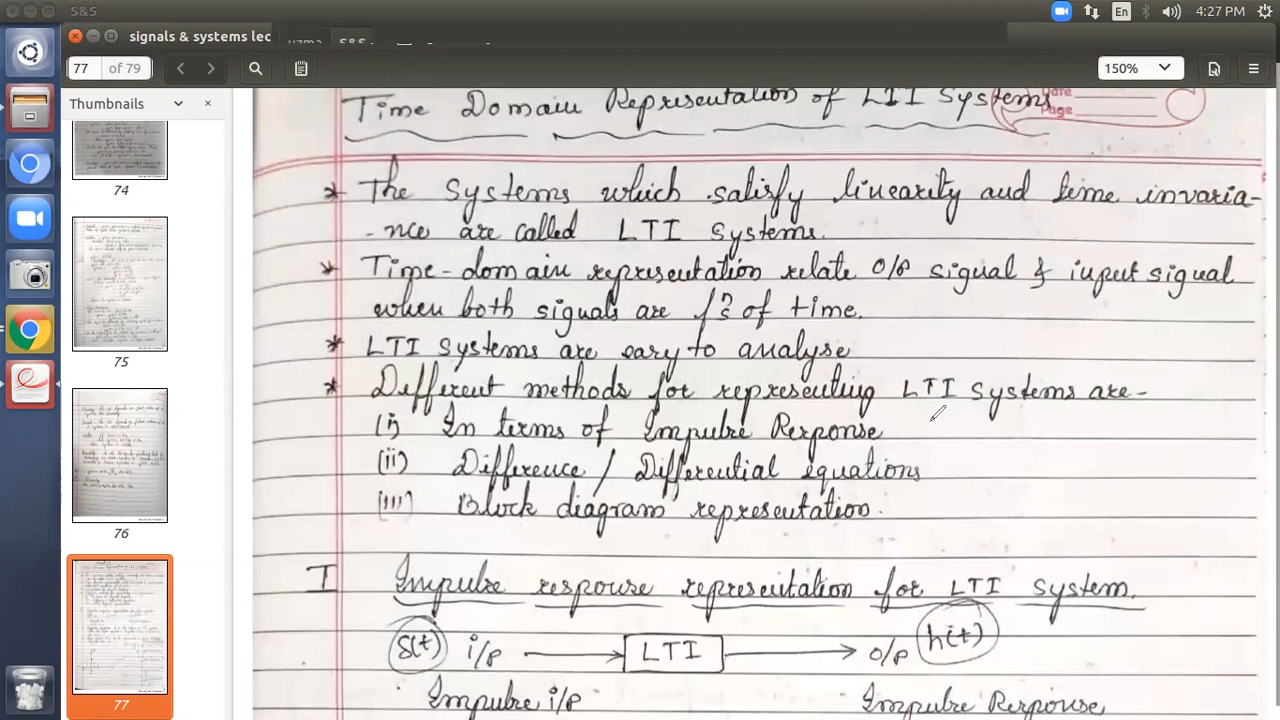 S&S
En
4:27 PM
signals & systems lec
S&S
77 of 79
150%
Thumbnails
74
75
76
77
Date
Page
Time Domain Representation of LTI Systems
* The Systems which satisfy linearity and time invaria-
-nce are called LTI Systems.
* Time-domain representation relate O/P signal & input signal
when both signals are f?s of time.
* LTI Systems are easy to analyse
* Different methods for representing LTI Systems are-
(i) In terms of Impulse Response
(ii) Difference / Differential equations
(iii) Block diagram representation.
I Impulse response representation for LTI System.
δ(t) i/p LTI o/p h(t)
Impulse i/p Impulse Response